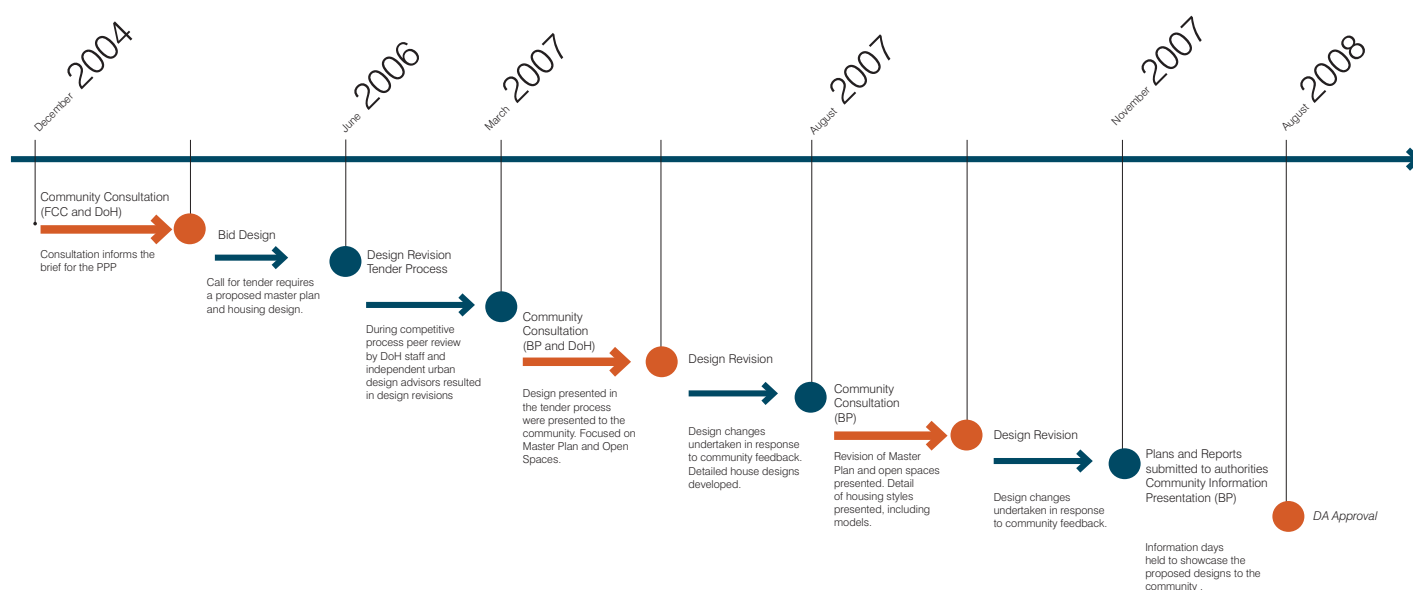 December 2004
June 2006
March 2007
August 2007
November 2007
August 2008
Community Consultation
(FCC and DoH)
Consultation informs the
brief for the PPP
Bid Design
Call for tender requires
a proposed master plan
and housing design.
Design Revision
Tender Process
During competitive
process peer review
by DoH staff and
independent urban
design advisors resulted
in design revisions
Community
Consultation
(BP and DoH)
Design presented in
the tender process
were presented to the
community. Focused on
Master Plan and Open
Spaces.
Design Revision
Design changes
undertaken in response
to community feedback.
Detailed house designs
developed.
Community
Consultation
(BP)
Revision of Master
Plan and open spaces
presented. Detail
of housing styles
presented, including
models.
Design Revision
Design changes
undertaken in response
to community feedback.
Plans and Reports
submitted to authorities
Community Information
Presentation (BP)
Information days
held to showcase the
proposed designs to the
community .
DA Approval